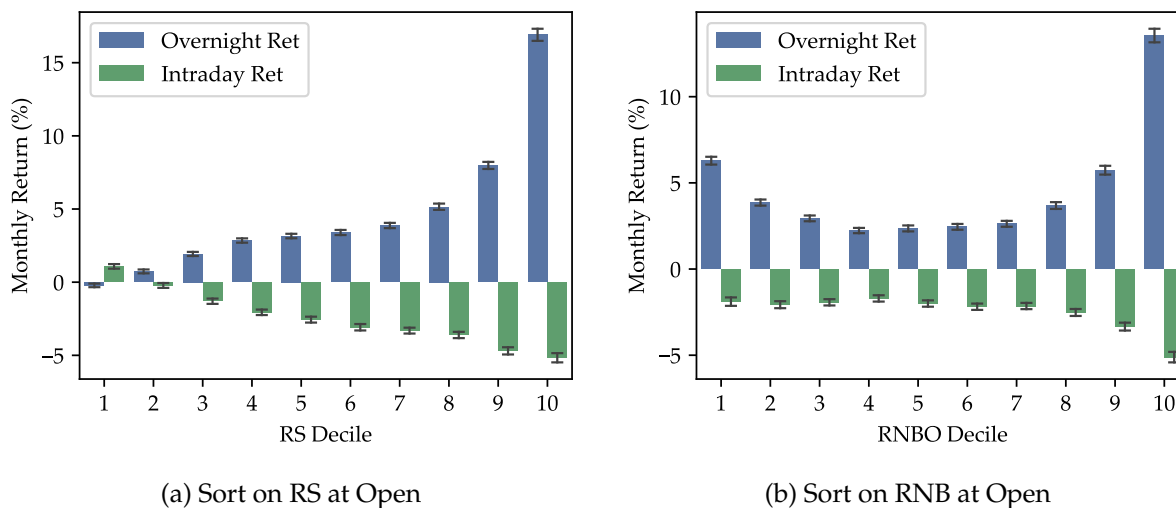 Overnight Ret
Intraday Ret
Monthly Return (%)
15
10
5
0
−5
1 2 3 4 5 6 7 8 9 10
RS Decile
(a) Sort on RS at Open
Overnight Ret
Intraday Ret
Monthly Return (%)
10
5
0
−5
1 2 3 4 5 6 7 8 9 10
RNBO Decile
(b) Sort on RNB at Open